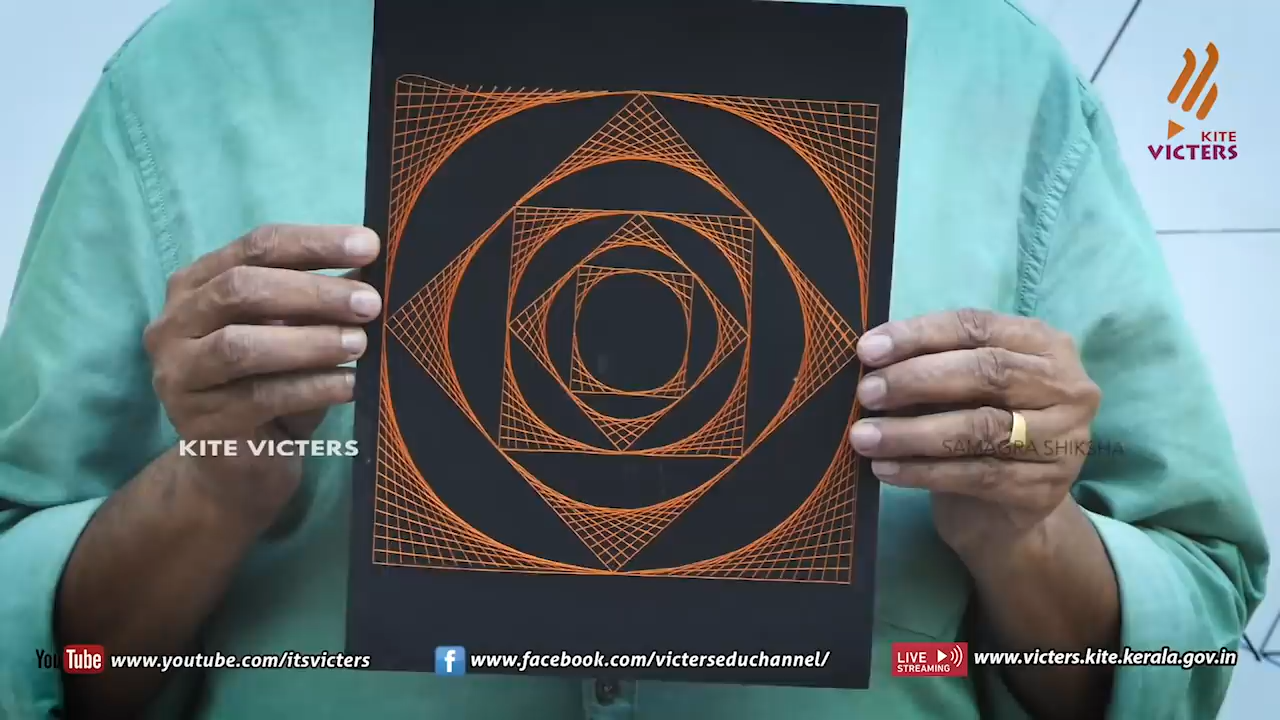 KITE
VICTERS
KITE VICTERS
SAMAGRA SHIKSHA
YouTube www.youtube.com/itsvicters
f www.facebook.com/victerseduchannel/
LIVE
STREAMING
www.victers.kite.kerala.gov.in